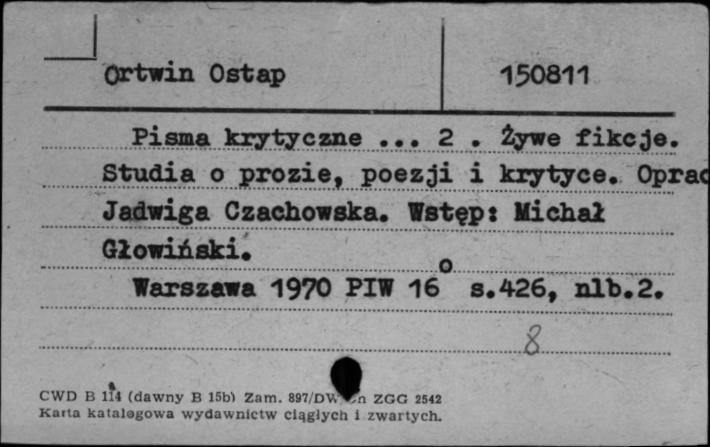 Ortwin Ostap 150811
Pisma krytyczne ... 2 . Żywe fikcje.
Studia o prozie, poezji i krytyce. Oprac
Jadwiga Czachowska. Wstęp: Michał
Głowiński.
Warszawa 1970 PIW 16° s.426, nlb.2.
8
CWD B 114 (dawny B 15b) Zam. 897/DW ZGG 2542
Karta katalogowa wydawnictw ciągłych i zwartych.